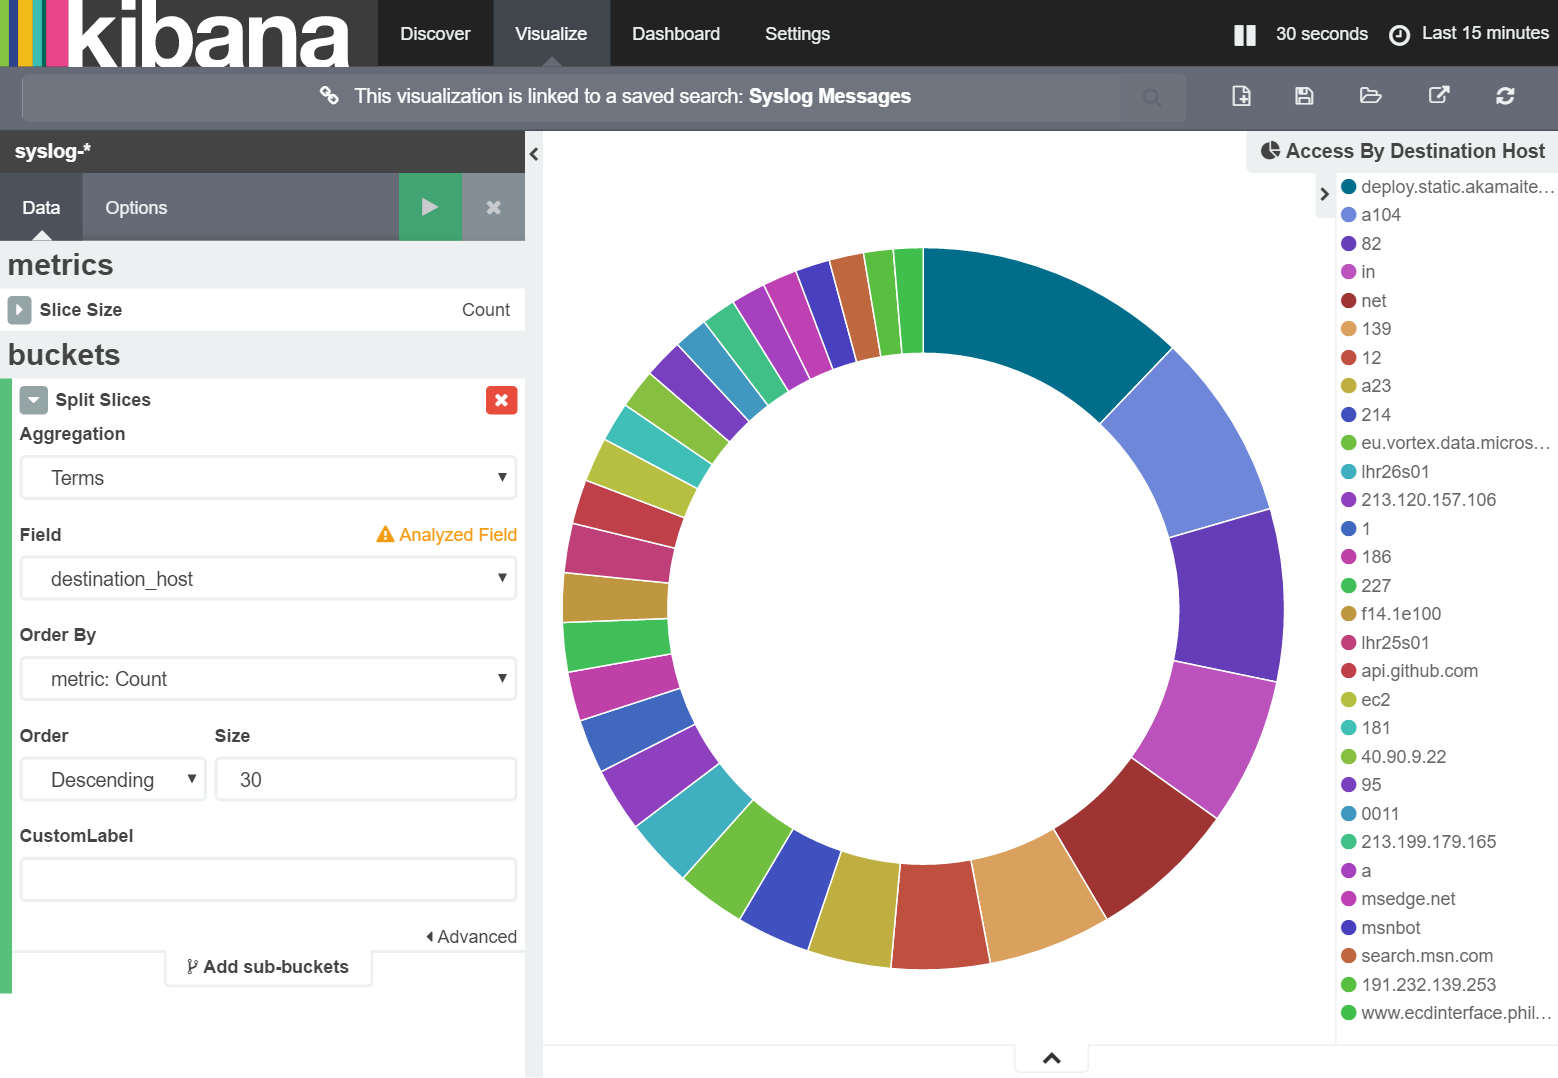 kibana
Discover
Visualize
Dashboard
Settings
30 seconds
Last 15 minutes
This visualization is linked to a saved search: Syslog Messages
syslog-*
Data
Options
metrics
Slice Size
Count
buckets
Split Slices
Aggregation
Terms
Field
Analyzed Field
destination_host
Order By
metric: Count
Order
Size
Descending
30
CustomLabel
Advanced
Add sub-buckets
Access By Destination Host
deploy.static.akamaite...
a104
82
in
net
139
12
a23
214
eu.vortex.data.micros...
lhr26s01
213.120.157.106
1
186
227
f14.1e100
lhr25s01
api.github.com
ec2
181
40.90.9.22
95
0011
213.199.179.165
a
msedge.net
msnbot
search.msn.com
191.232.139.253
www.ecdinterface.phil...